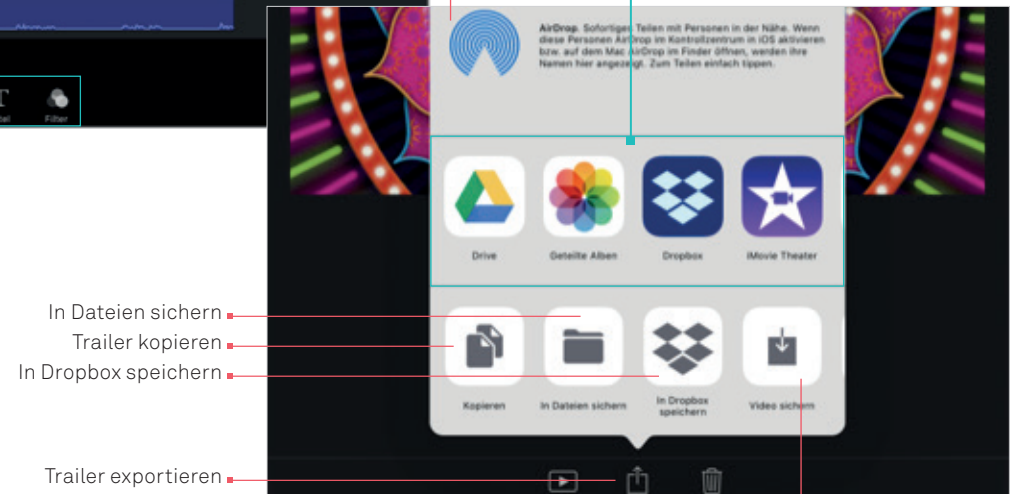 AirDrop. Sofortiges Teilen mit Personen in der Nähe. Wenn
diese Personen AirDrop im Kontrollzentrum in iOS aktivieren
bzw. auf dem Mac AirDrop im Finder öffnen, werden ihre
Namen hier angezeigt. Zum Teilen einfach tippen.
Filter
Drive
Geteilte Alben
Dropbox
iMovie Theater
In Dateien sichern
Trailer kopieren
In Dropbox speichern
Kopieren
In Dateien sichern
In Dropbox
speichern
Video sichern
Trailer exportieren